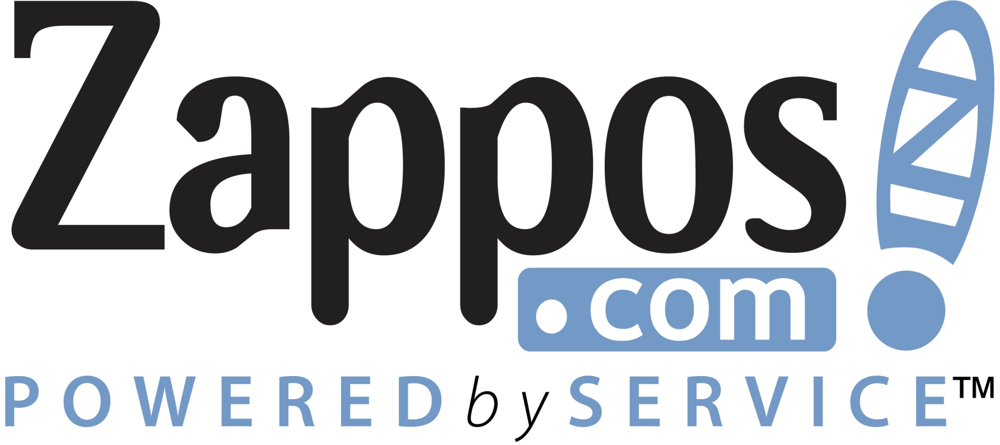 Zappos!
.com
POWERED by SERVICE™